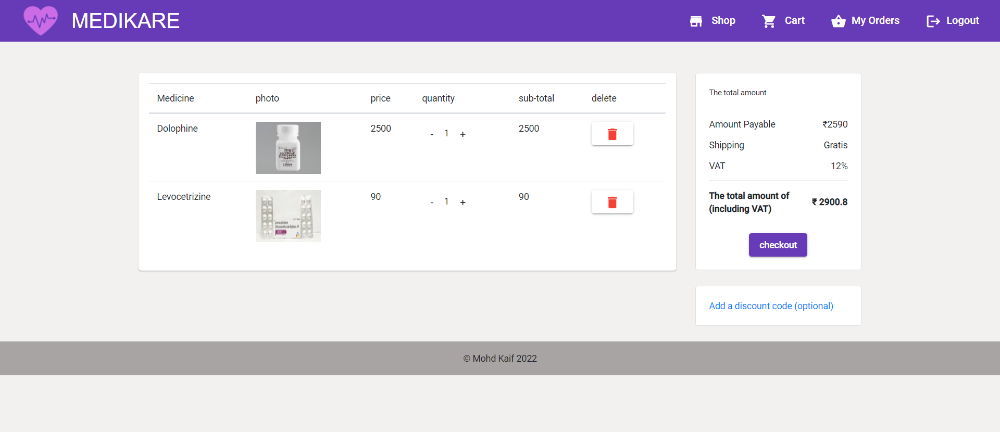 MEDIKARE
Shop
Cart
My Orders
Logout
Medicine photo price quantity sub-total delete
Dolophine 2500 - 1 + 2500
Levocetrizine 90 - 1 + 90
The total amount
Amount Payable ₹2590
Shipping Gratis
VAT 12%
The total amount of
(including VAT)
₹ 2900.8
checkout
Add a discount code (optional)
© Mohd Kaif 2022